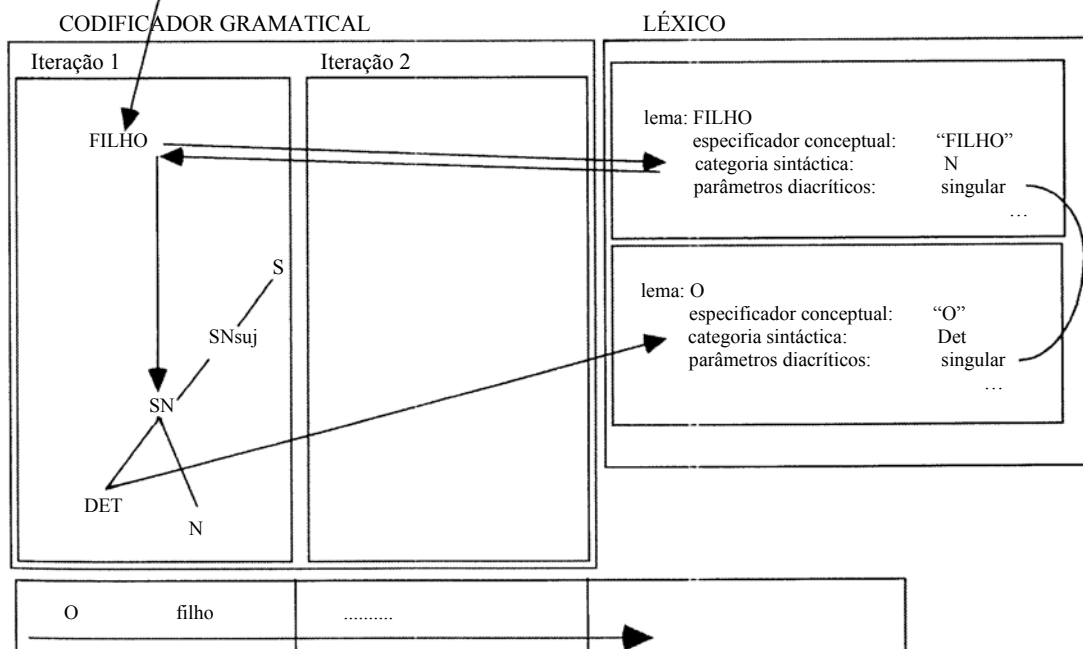 CODIFICADOR GRAMATICAL
LÉXICO
Iteração 1
Iteração 2
FILHO
S
SNsuj
SN
DET
N
lema: FILHO
especificador conceptual: “FILHO”
categoria sintáctica: N
parâmetros diacríticos: singular
…
lema: O
especificador conceptual: “O”
categoria sintáctica: Det
parâmetros diacríticos: singular
…
O filho ..........